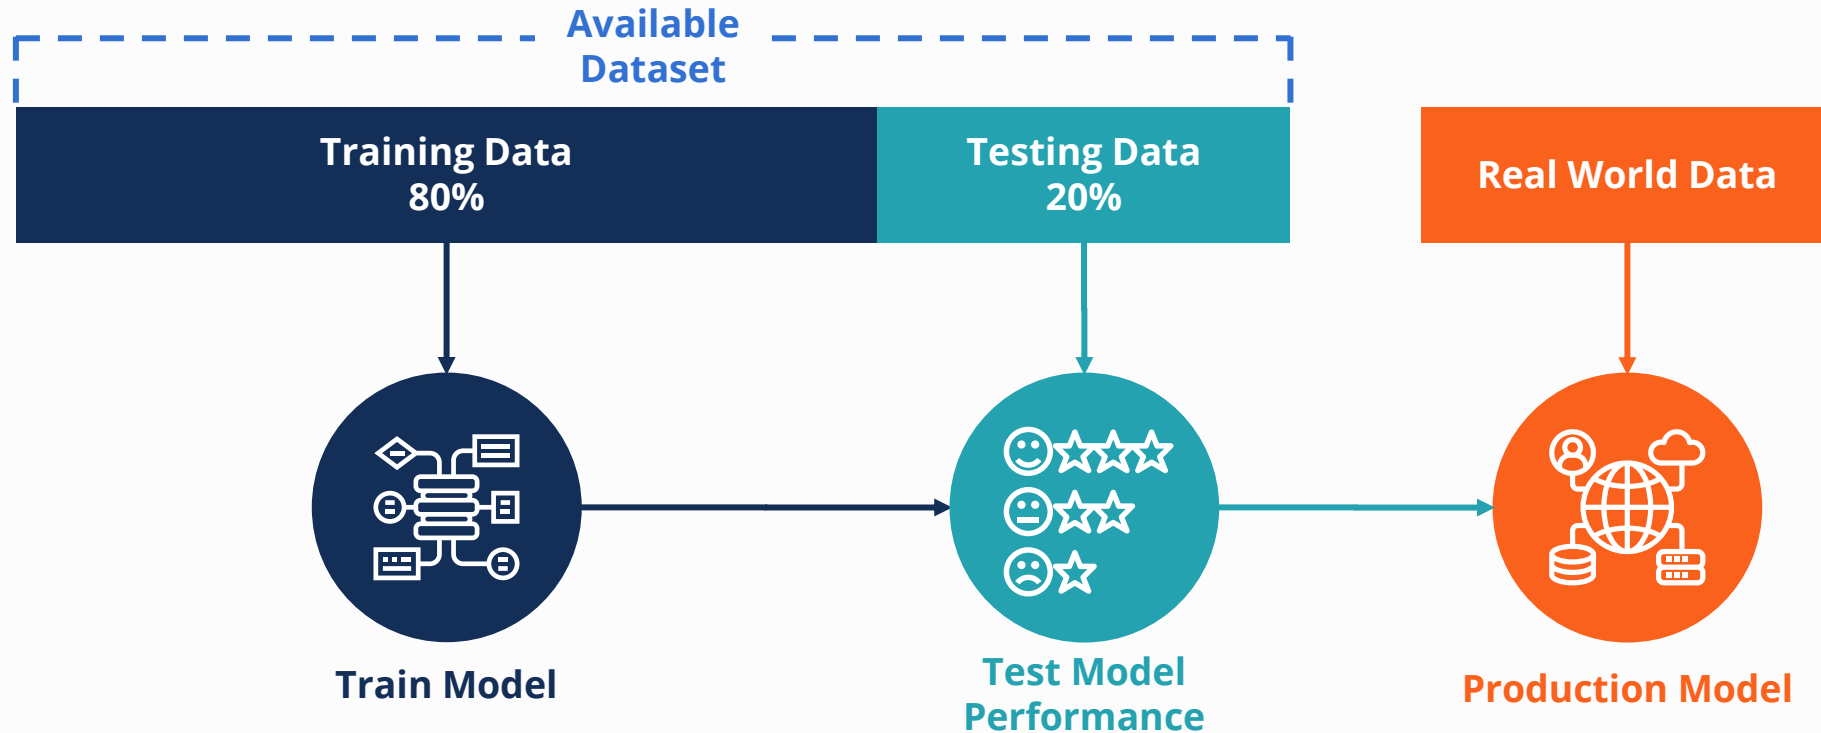 Available
Dataset
Training Data
80%
Testing Data
20%
Real World Data
Train Model
Test Model
Performance
Production Model